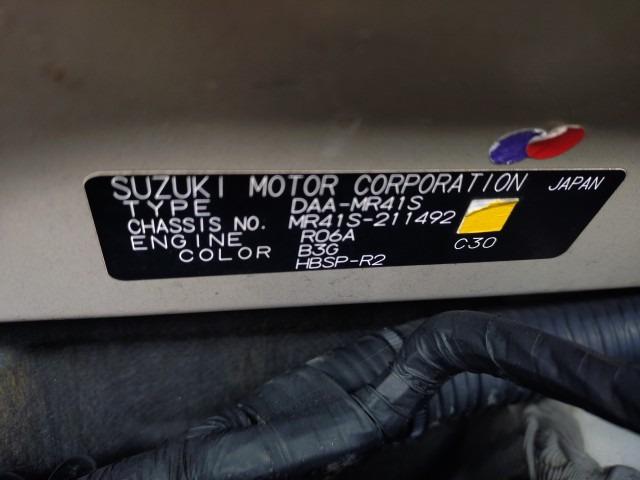 SUZUKI MOTOR CORPORATION JAPAN
TYPE DAA-MR41S
CHASSIS NO. MR41S-211492
ENGINE R06A C30
COLOR B3G
HBSP-R2